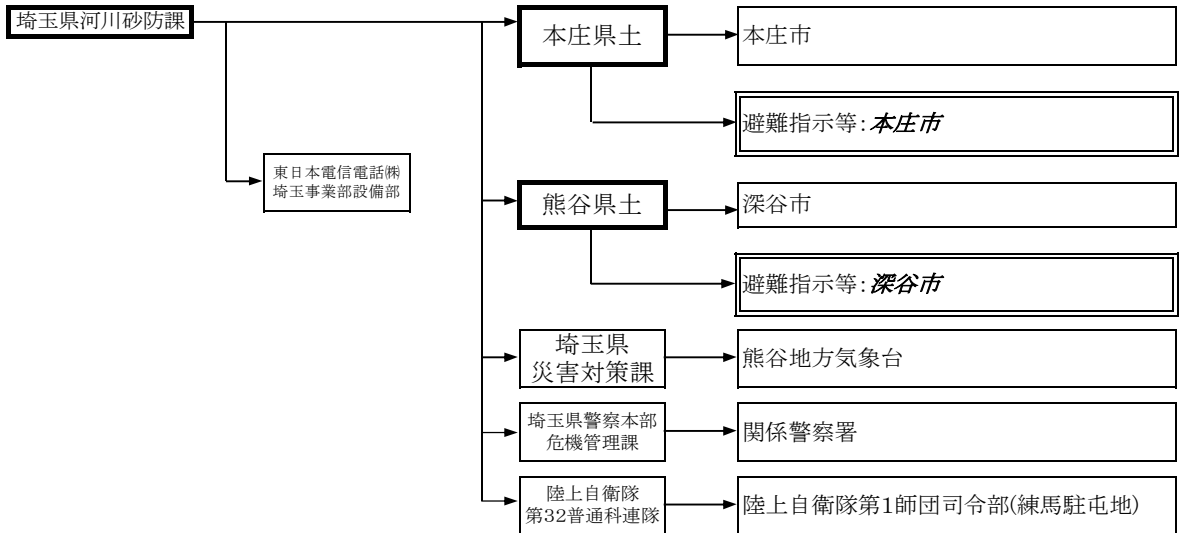 埼玉県河川砂防課
本庄県土
本庄市
避難指示等：本庄市
東日本電信電話㈱
埼玉事業部設備部
熊谷県土
深谷市
避難指示等：深谷市
埼玉県
災害対策課
熊谷地方気象台
埼玉県警察本部
危機管理課
関係警察署
陸上自衛隊
第32普通科連隊
陸上自衛隊第1師団司令部(練馬駐屯地)